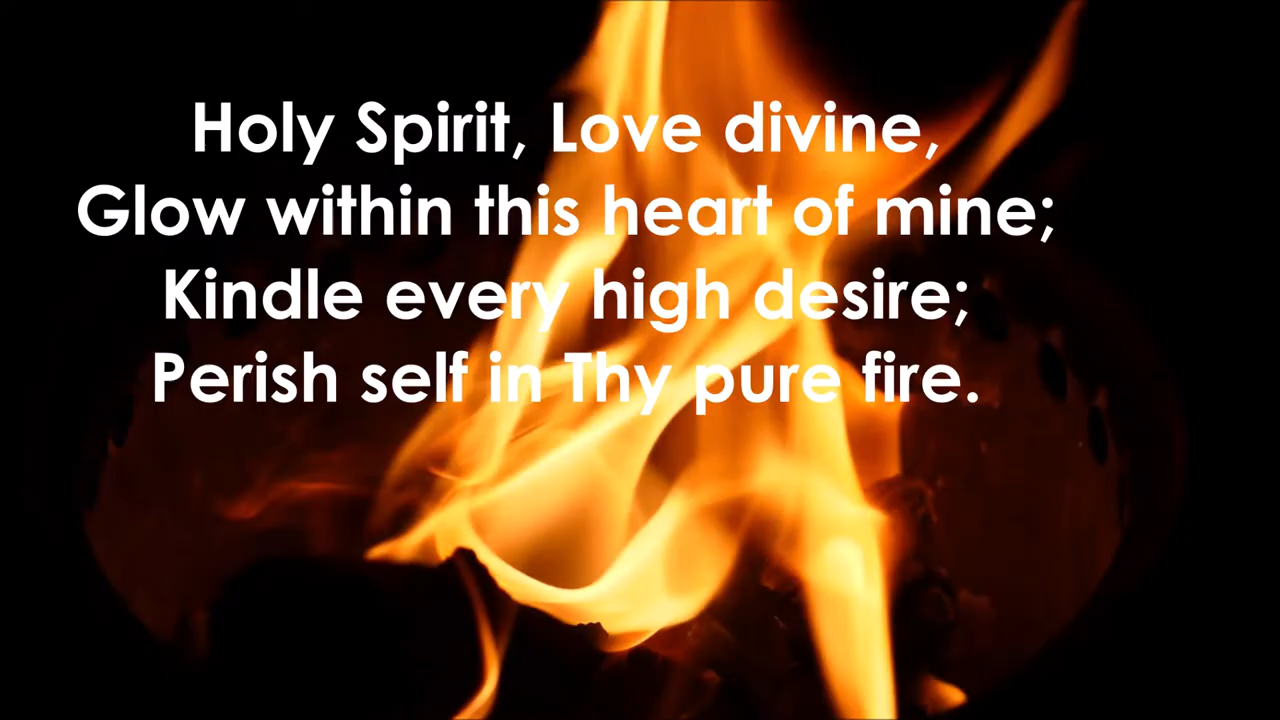 Holy Spirit, Love divine,
Glow within this heart of mine;
Kindle every high desire;
Perish self in Thy pure fire.